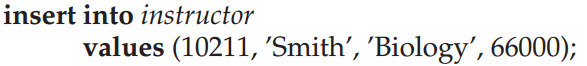 insert into instructor
values (10211, ’Smith’, ’Biology’, 66000);